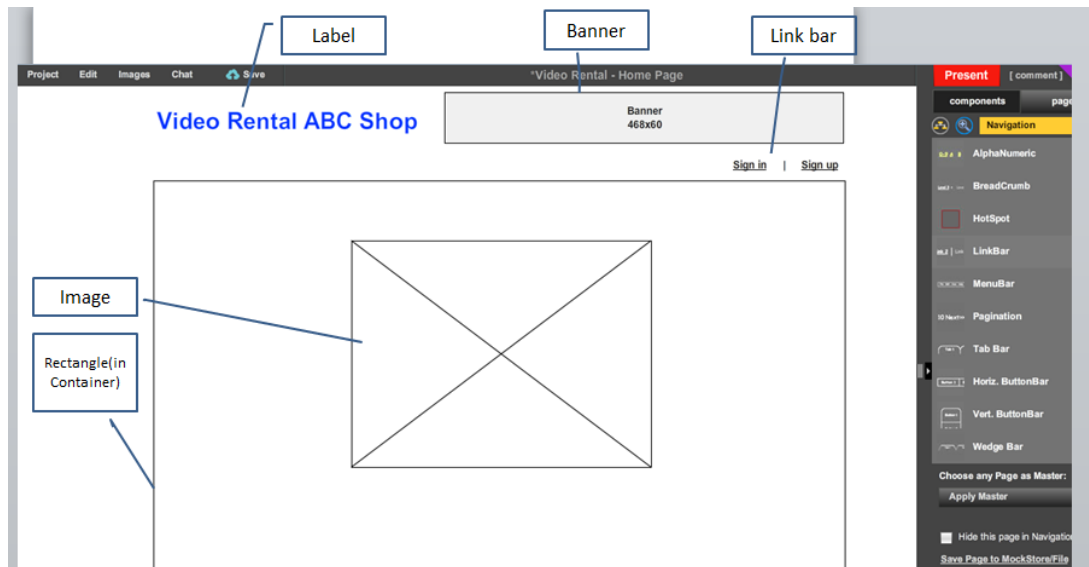 Label
Banner
Link bar
Project Edit Images Chat Save *Video Rental - Home Page Present [ comment ]
components page
Video Rental ABC Shop
Banner
468x60
Navigation
AlphaNumeric
Sign in | Sign up
BreadCrumb
HotSpot
LinkBar
MenuBar
Image
Pagination
Tab Bar
Rectangle(in
Container)
Horiz. ButtonBar
Vert. ButtonBar
Wedge Bar
Choose any Page as Master:
Apply Master
Hide this page in Navigatio
Save Page to MockStore/File